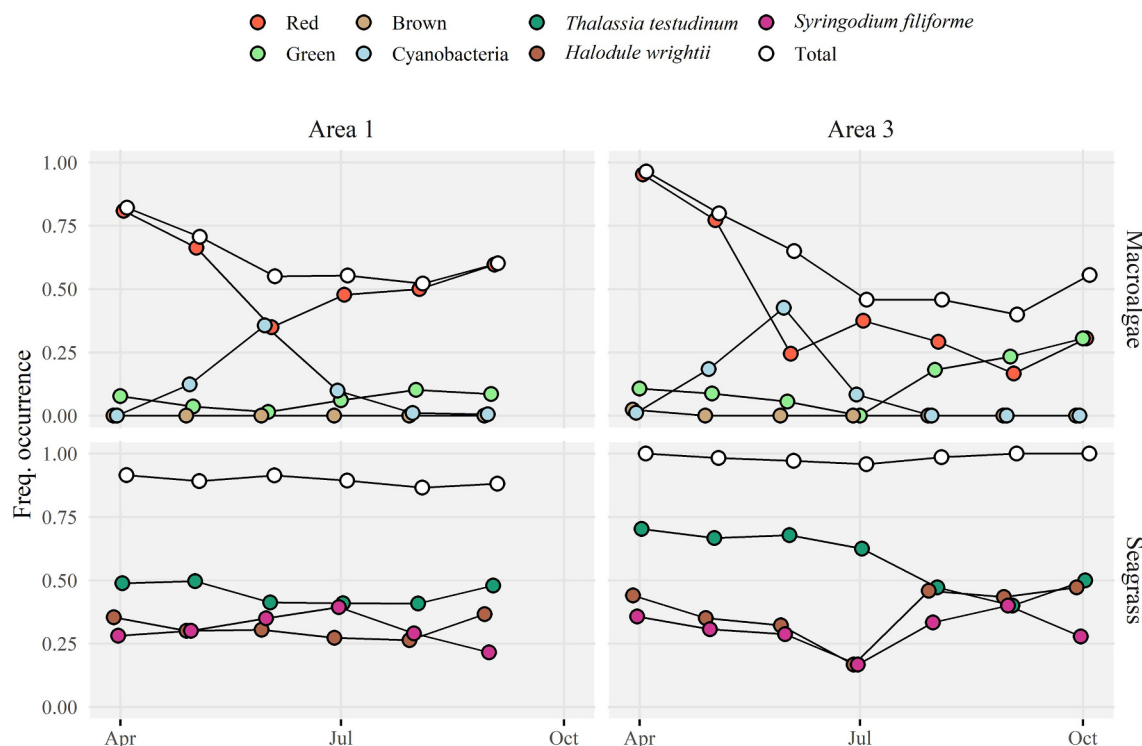 Red Brown Thalassia testudinum Syringodium filiforme
Green Cyanobacteria Halodule wrightii Total
Area 1 Area 3
1.00
0.75
0.50
0.25
0.00
Macroalgae
Freq. occurrence
1.00
0.75
0.50
0.25
0.00
Seagrass
Apr Jul Oct Apr Jul Oct